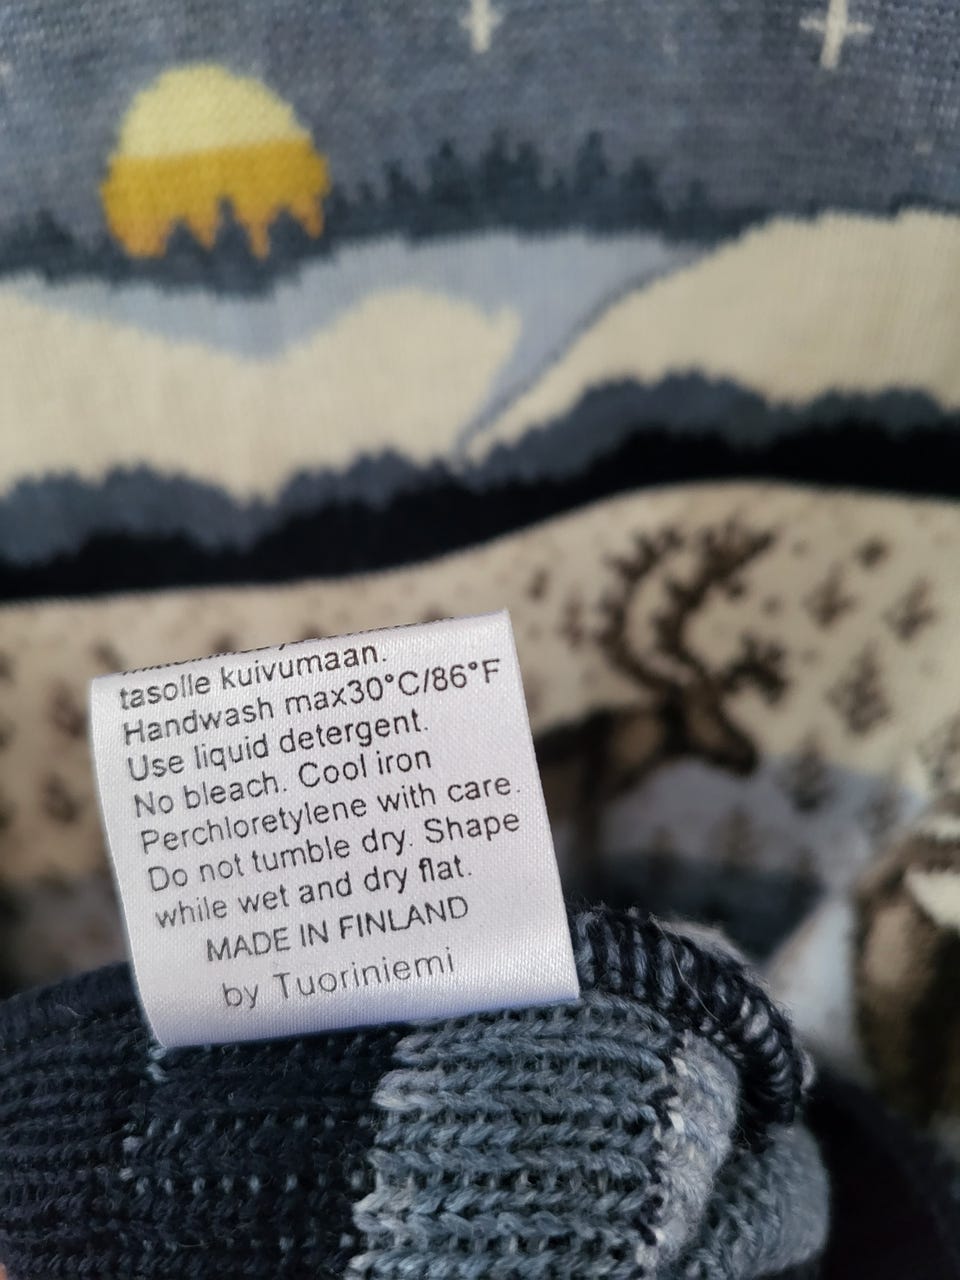 tasolle kuivumaan.
Handwash max30°C/86°F
Use liquid detergent.
No bleach. Cool iron
Perchloretylene with care.
Do not tumble dry. Shape
while wet and dry flat.
MADE IN FINLAND
by Tuoriniemi